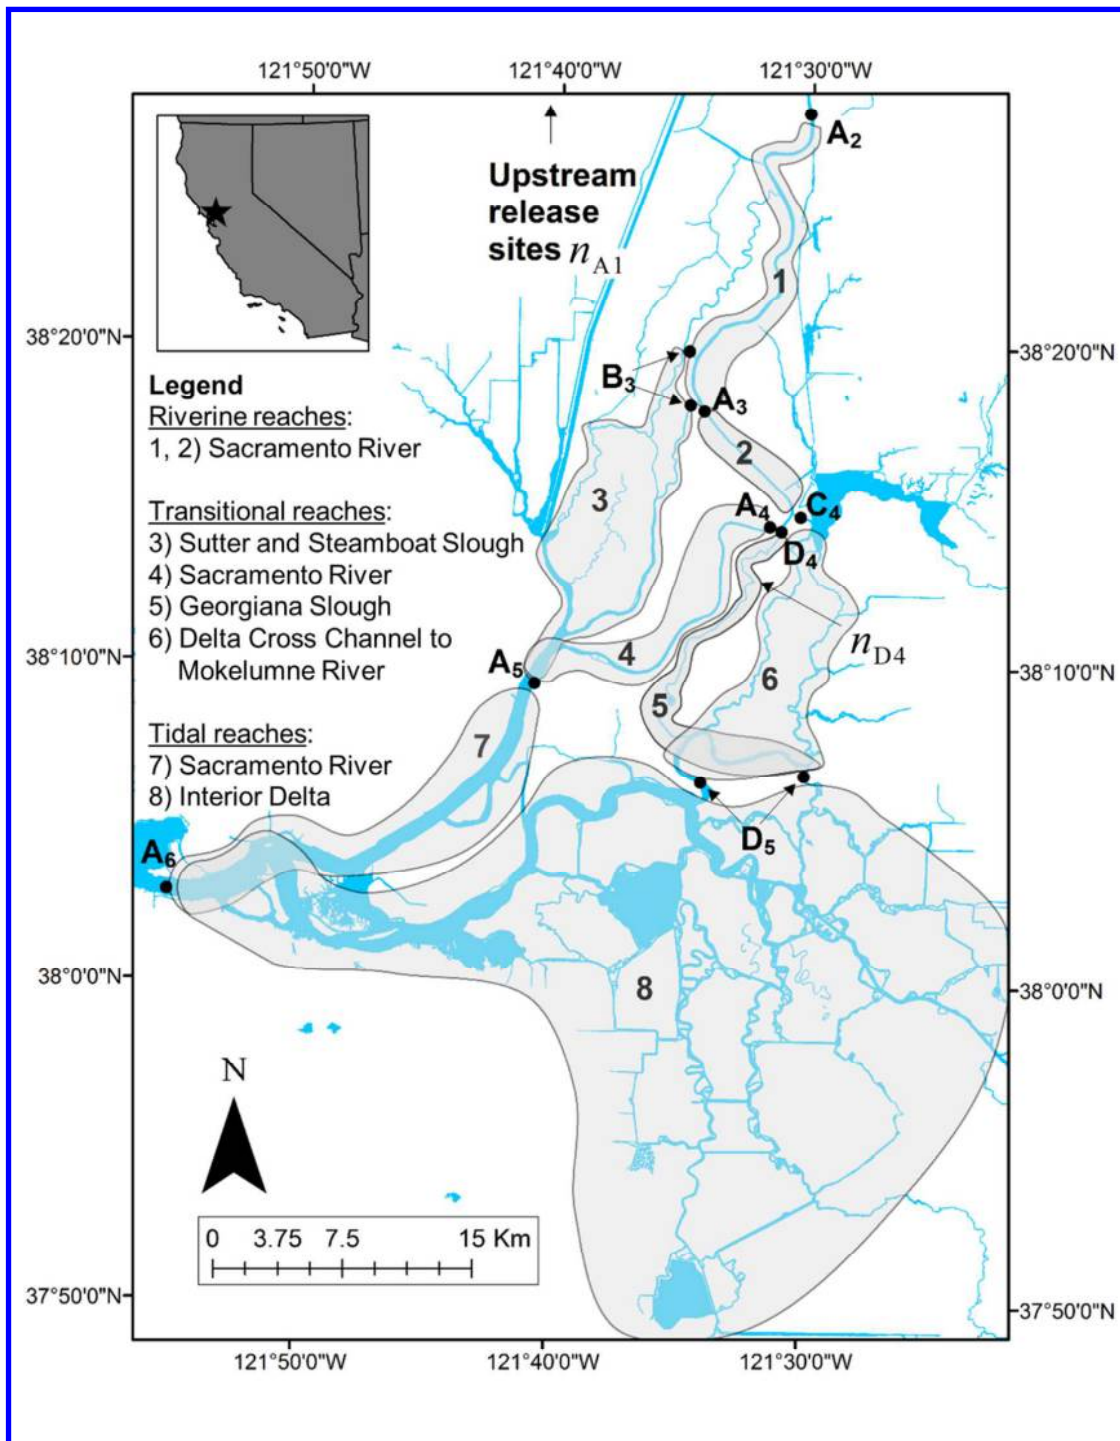 121°50'0"W 121°40'0"W 121°30'0"W
A2
Upstream
release
sites nA1
1
38°20'0"N
38°20'0"N
B3
A3
Legend
Riverine reaches:
1, 2) Sacramento River
2
Transitional reaches:
3) Sutter and Steamboat Slough
4) Sacramento River
5) Georgiana Slough
6) Delta Cross Channel to
Mokelumne River
3
A4
C4
D4
nD4
38°10'0"N
38°10'0"N
4
A5
5
6
Tidal reaches:
7) Sacramento River
8) Interior Delta
7
D5
A6
38°0'0"N
38°0'0"N
8
N
0 3.75 7.5 15 Km
37°50'0"N
37°50'0"N
121°50'0"W 121°40'0"W 121°30'0"W